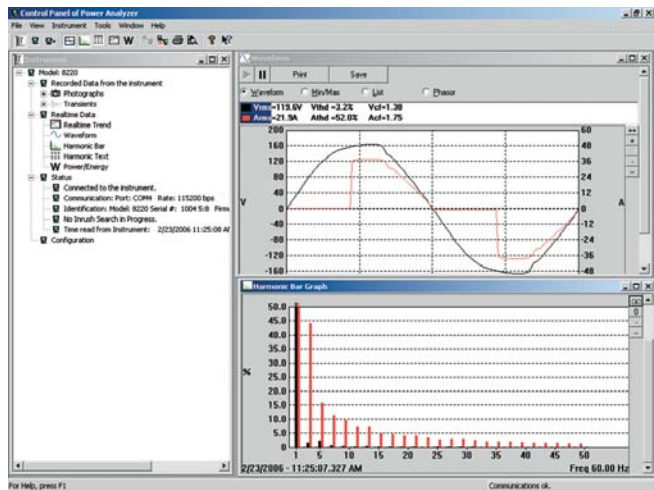 Control Panel of Power Analyzer
File View Instrument Tools Window Help
Instrument
Model: 8220
Recorded Data from the instrument
Photographs
Transients
Realtime Data
Realtime Trend
Waveform
Harmonic Bar
Harmonic Text
Power/Energy
Status
Connected to the instrument.
Communication: Port: COM4 Rate: 115200 bps
Identification: Model: 8220 Serial #: 1004 5:8 Firm
No Inrush Search in Progress.
Time read from Instrument: 2/23/2006 11:25:08 AM
Configuration
Waveform
Print Save
Waveform Min/Max List Phasor
Vrms=119.6V Vthd =3.2% Vcf=1.38
Arms=21.9A Athd =52.0% Acf=1.75
200 60
160 48
120 36
80 24
40 12
V 0 0 A
-40 -12
-80 -24
-120 -36
-160 -48
Harmonic Bar Graph
50.0
45.0
40.0
35.0
30.0
%
25.0
20.0
15.0
10.0
5.0
0
1 5 10 15 20 25 30 35 40 45 50
2/23/2006 - 11:25:07.327 AM Freq 60.00 Hz
For Help, press F1 Communications ok.